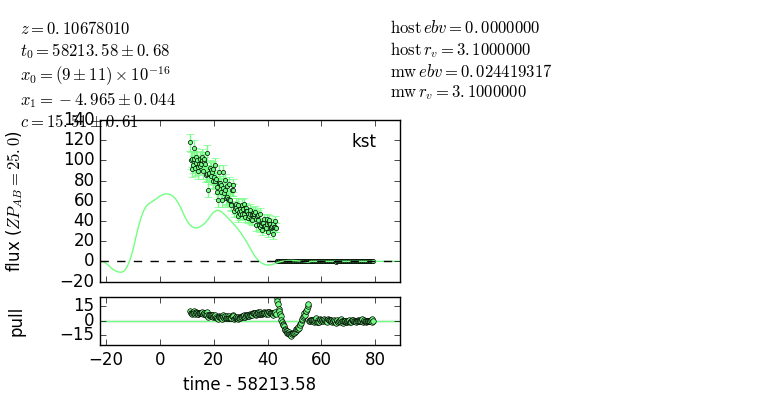 z = 0.10678010
t₀ = 58213.58 ± 0.68
x₀ = (9 ± 11) × 10⁻¹⁶
x₁ = −4.965 ± 0.044
c = 15.51 ± 0.61
host ebv = 0.0000000
host r_v = 3.1000000
mw ebv = 0.024419317
mw r_v = 3.1000000
flux (ZP_AB = 25.0)
140
120
100
80
60
40
20
0
−20
kst
pull
15
0
−15
−20 0 20 40 60 80
time - 58213.58